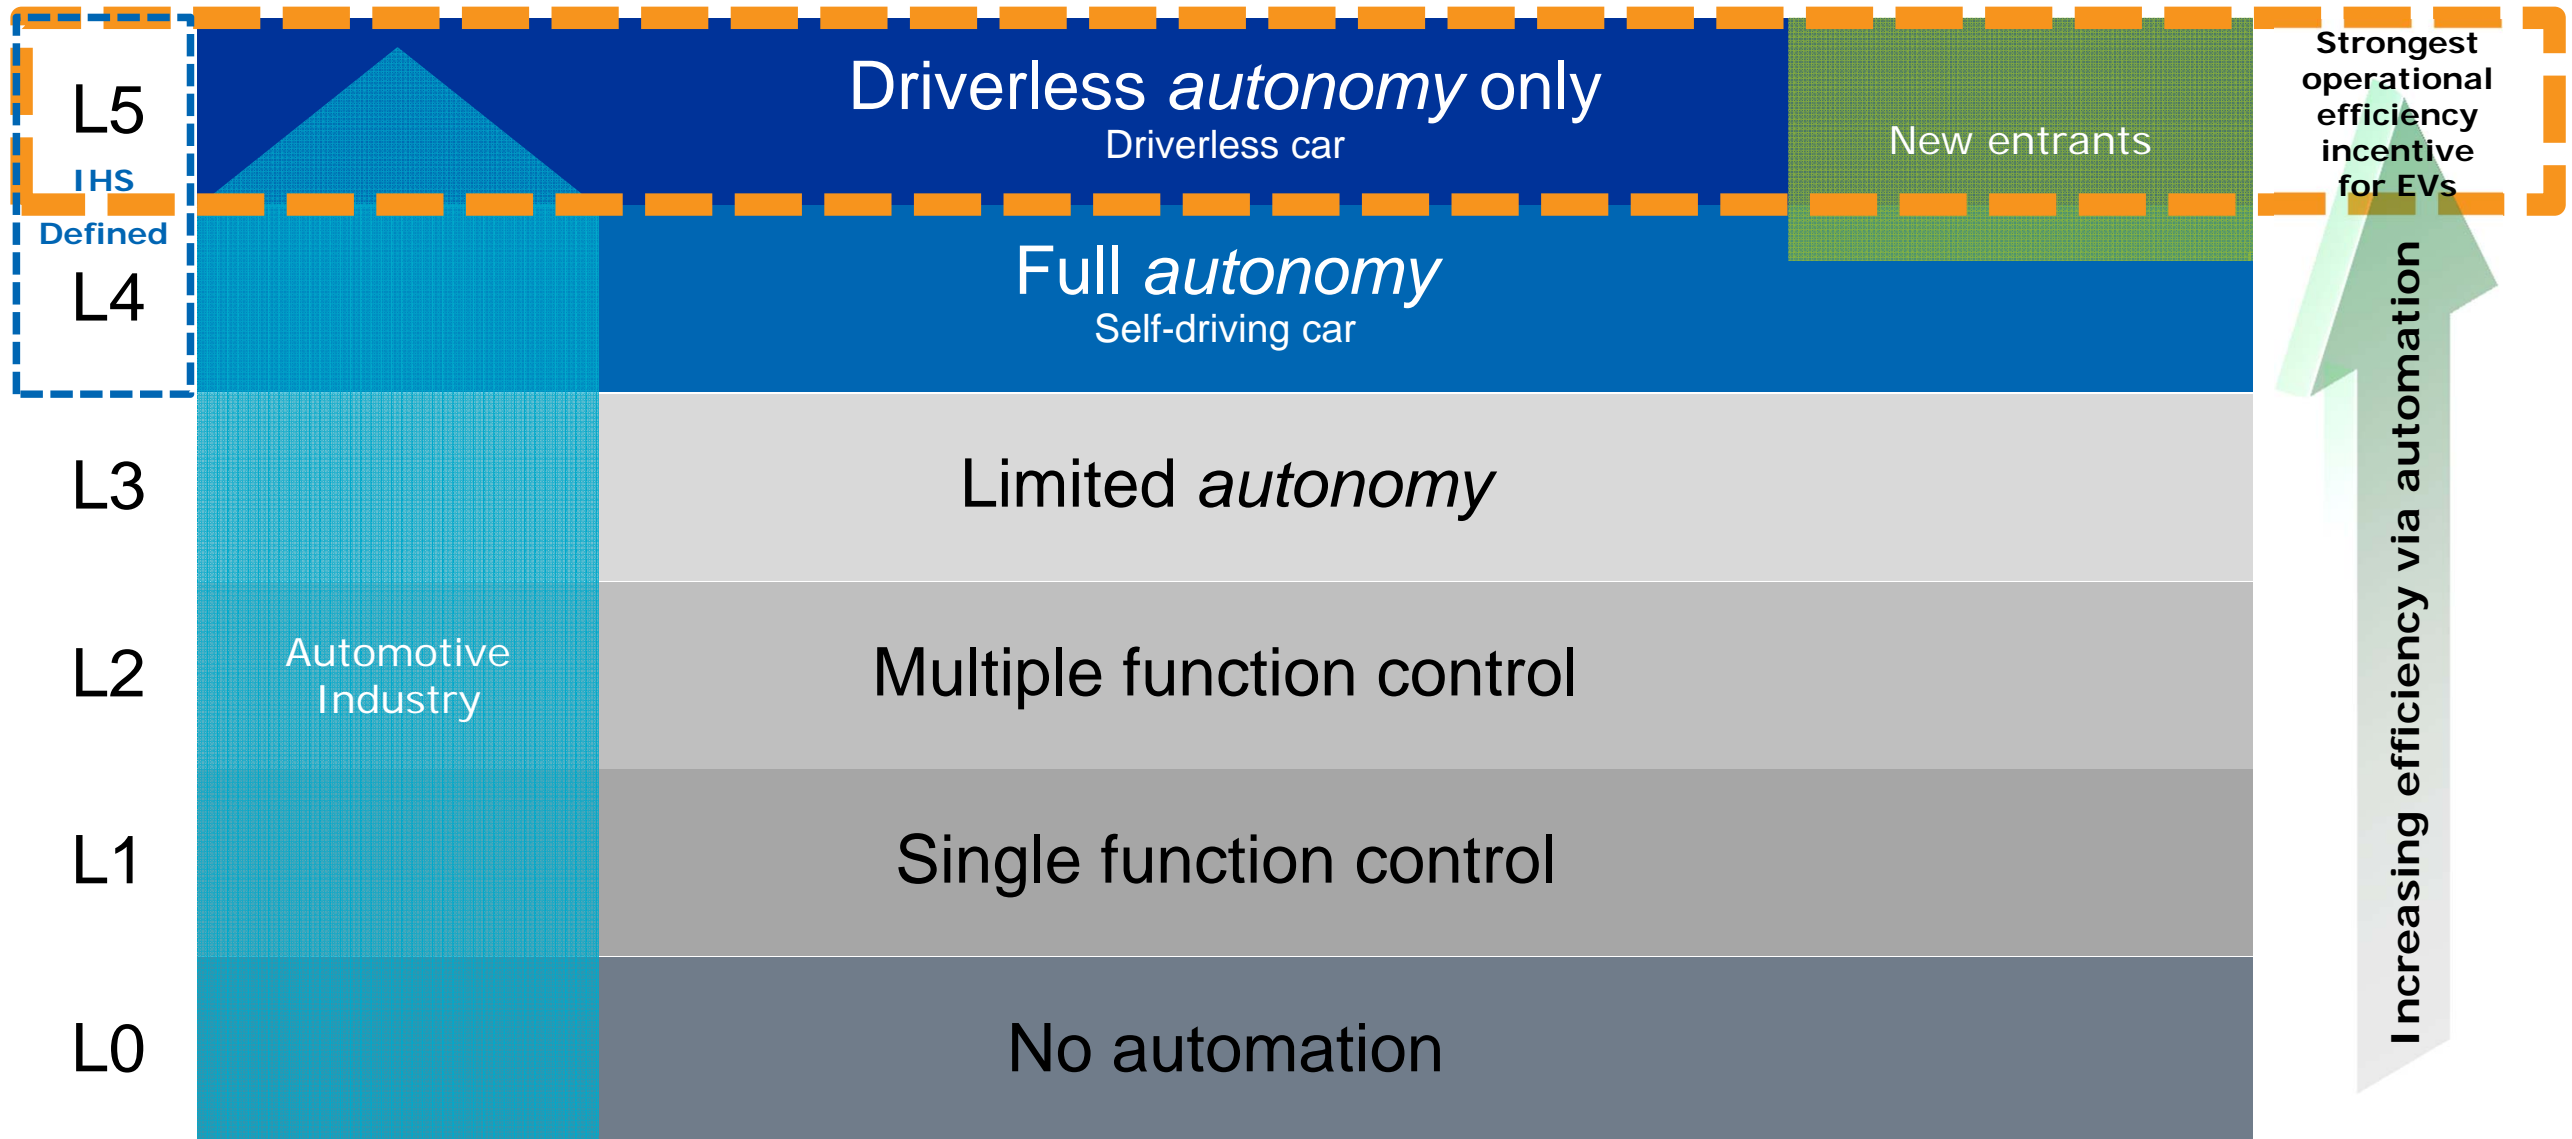 L5
IHS
Defined
L4
L3
L2
L1
L0
Driverless autonomy only
Driverless car
New entrants
Full autonomy
Self-driving car
Limited autonomy
Multiple function control
Single function control
No automation
Automotive
Industry
Strongest
operational
efficiency
incentive
for EVs
Increasing efficiency via automation